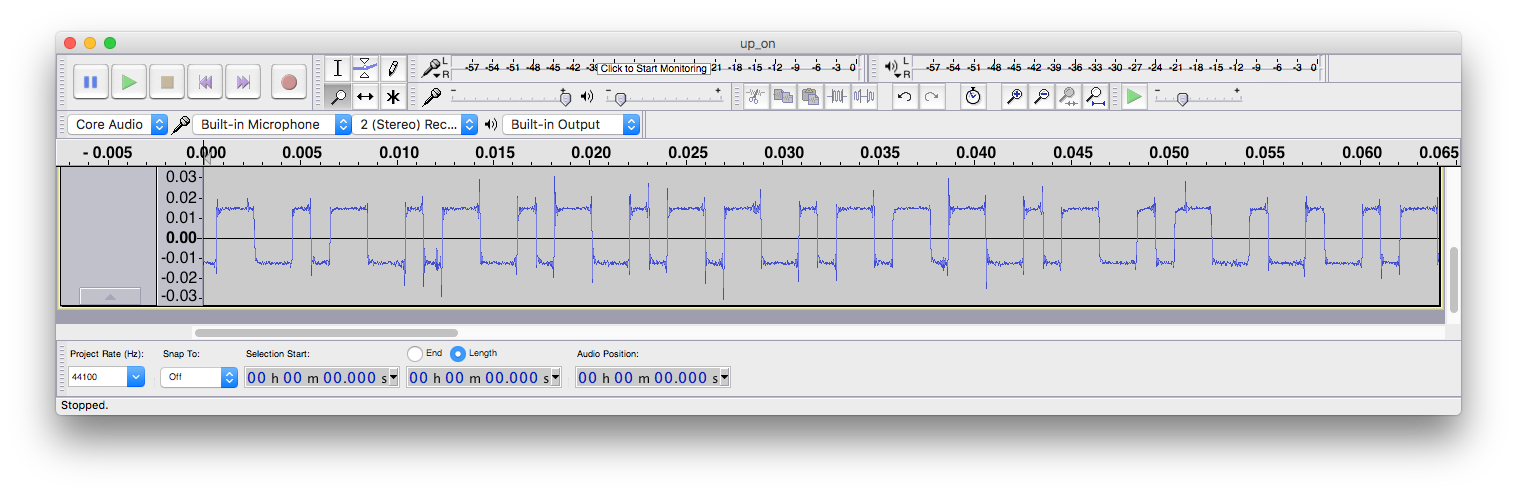 up_on
L
R
-57 -54 -51 -48 -45 -42 -39 Click to Start Monitoring 21 -18 -15 -12 -9 -6 -3 0
L
R
-57 -54 -51 -48 -45 -42 -39 -36 -33 -30 -27 -24 -21 -18 -15 -12 -9 -6 -3 0
- + - +
- +
Core Audio Built-in Microphone 2 (Stereo) Rec... Built-in Output
- 0.005 0.000 0.005 0.010 0.015 0.020 0.025 0.030 0.035 0.040 0.045 0.050 0.055 0.060 0.065
0.03
0.02
0.01
0.00
-0.01
-0.02
-0.03
Project Rate (Hz): Snap To: Selection Start: End Length Audio Position:
44100 Off 00 h 00 m 00.000 s 00 h 00 m 00.000 s 00 h 00 m 00.000 s
Stopped.